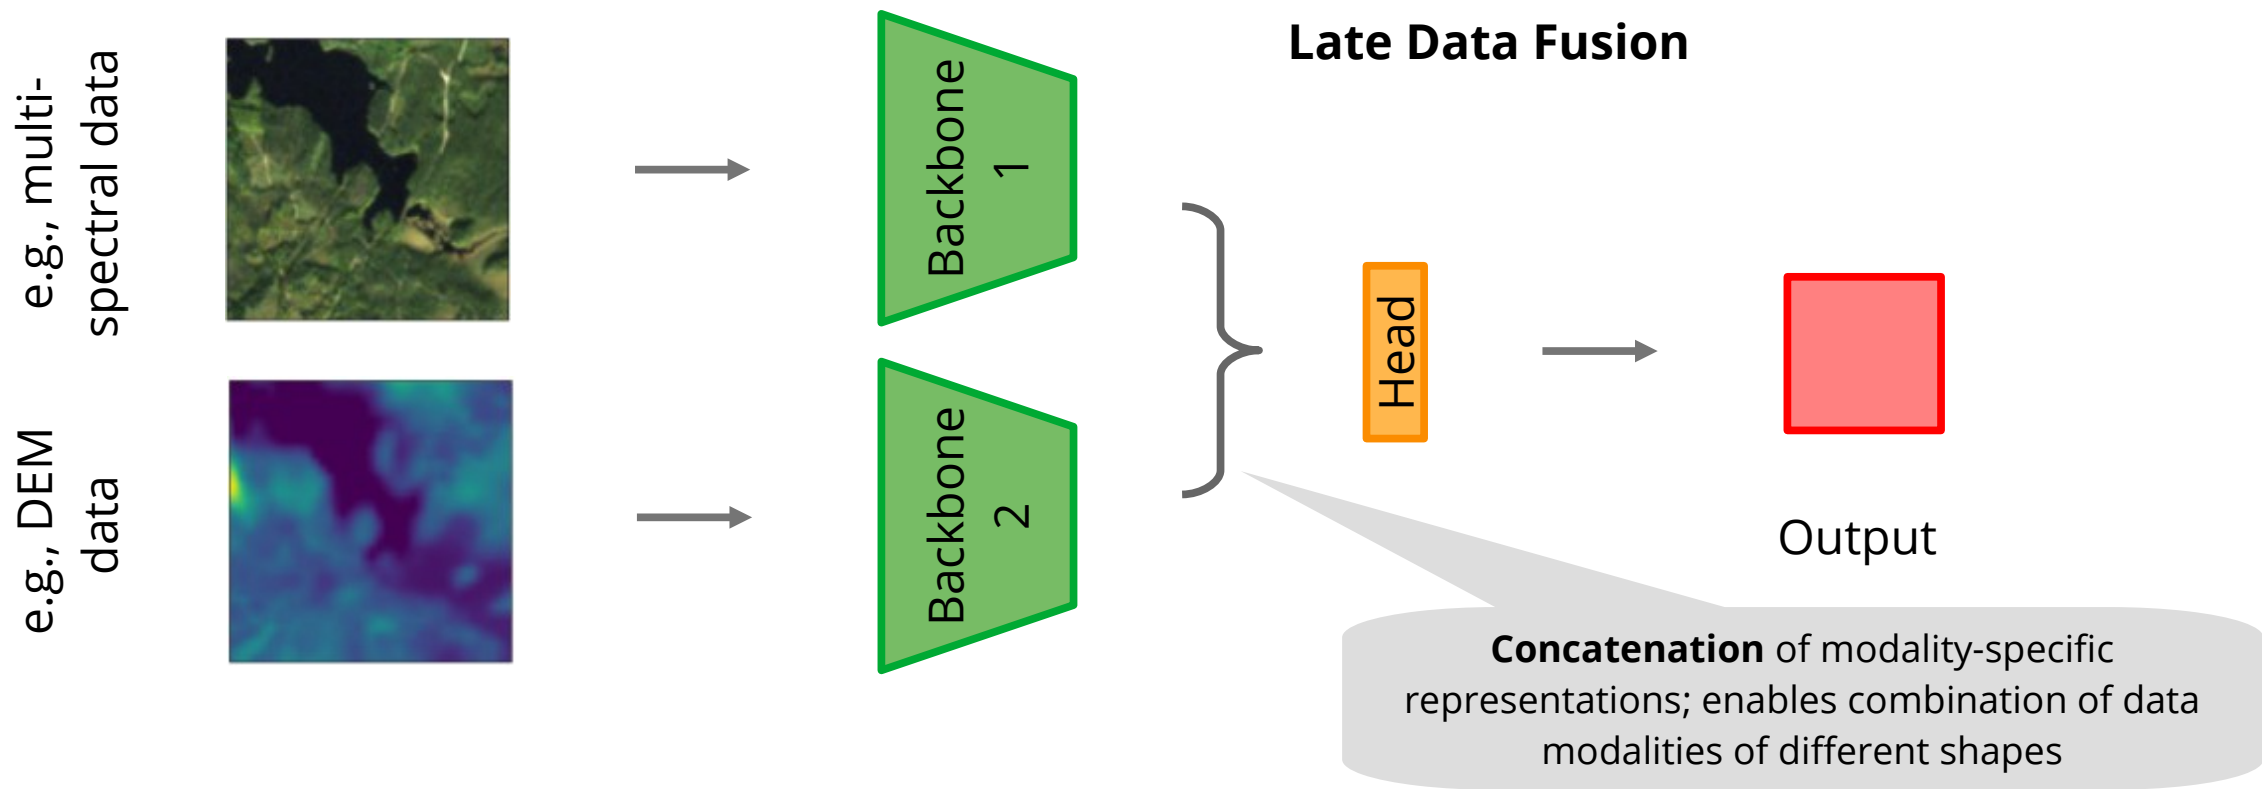 Late Data Fusion
e.g., multi-
spectral data
Backbone
1
e.g., DEM
data
Backbone
2
Head
Output
Concatenation of modality-specific
representations; enables combination of data
modalities of different shapes